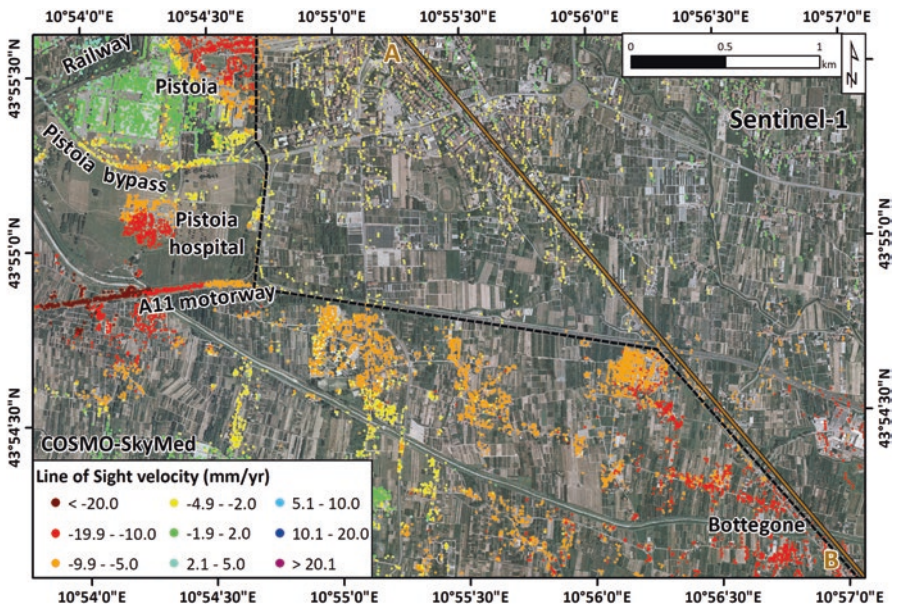 10°54'0"E 10°54'30"E 10°55'0"E 10°55'30"E 10°56'0"E 10°56'30"E 10°57'0"E
0 0.5 1
km
N
Railway
A
43°55'30"N
43°55'30"N
Pistoia
Sentinel-1
Pistoia bypass
Pistoia
hospital
43°55'0"N
43°55'0"N
A11 motorway
43°54'30"N
43°54'30"N
COSMO-SkyMed
Line of Sight velocity (mm/yr)
< -20.0 -4.9 - -2.0 5.1 - 10.0
-19.9 - -10.0 -1.9 - 2.0 10.1 - 20.0
-9.9 - -5.0 2.1 - 5.0 > 20.1
Bottegone
B
10°54'0"E 10°54'30"E 10°55'0"E 10°55'30"E 10°56'0"E 10°56'30"E 10°57'0"E